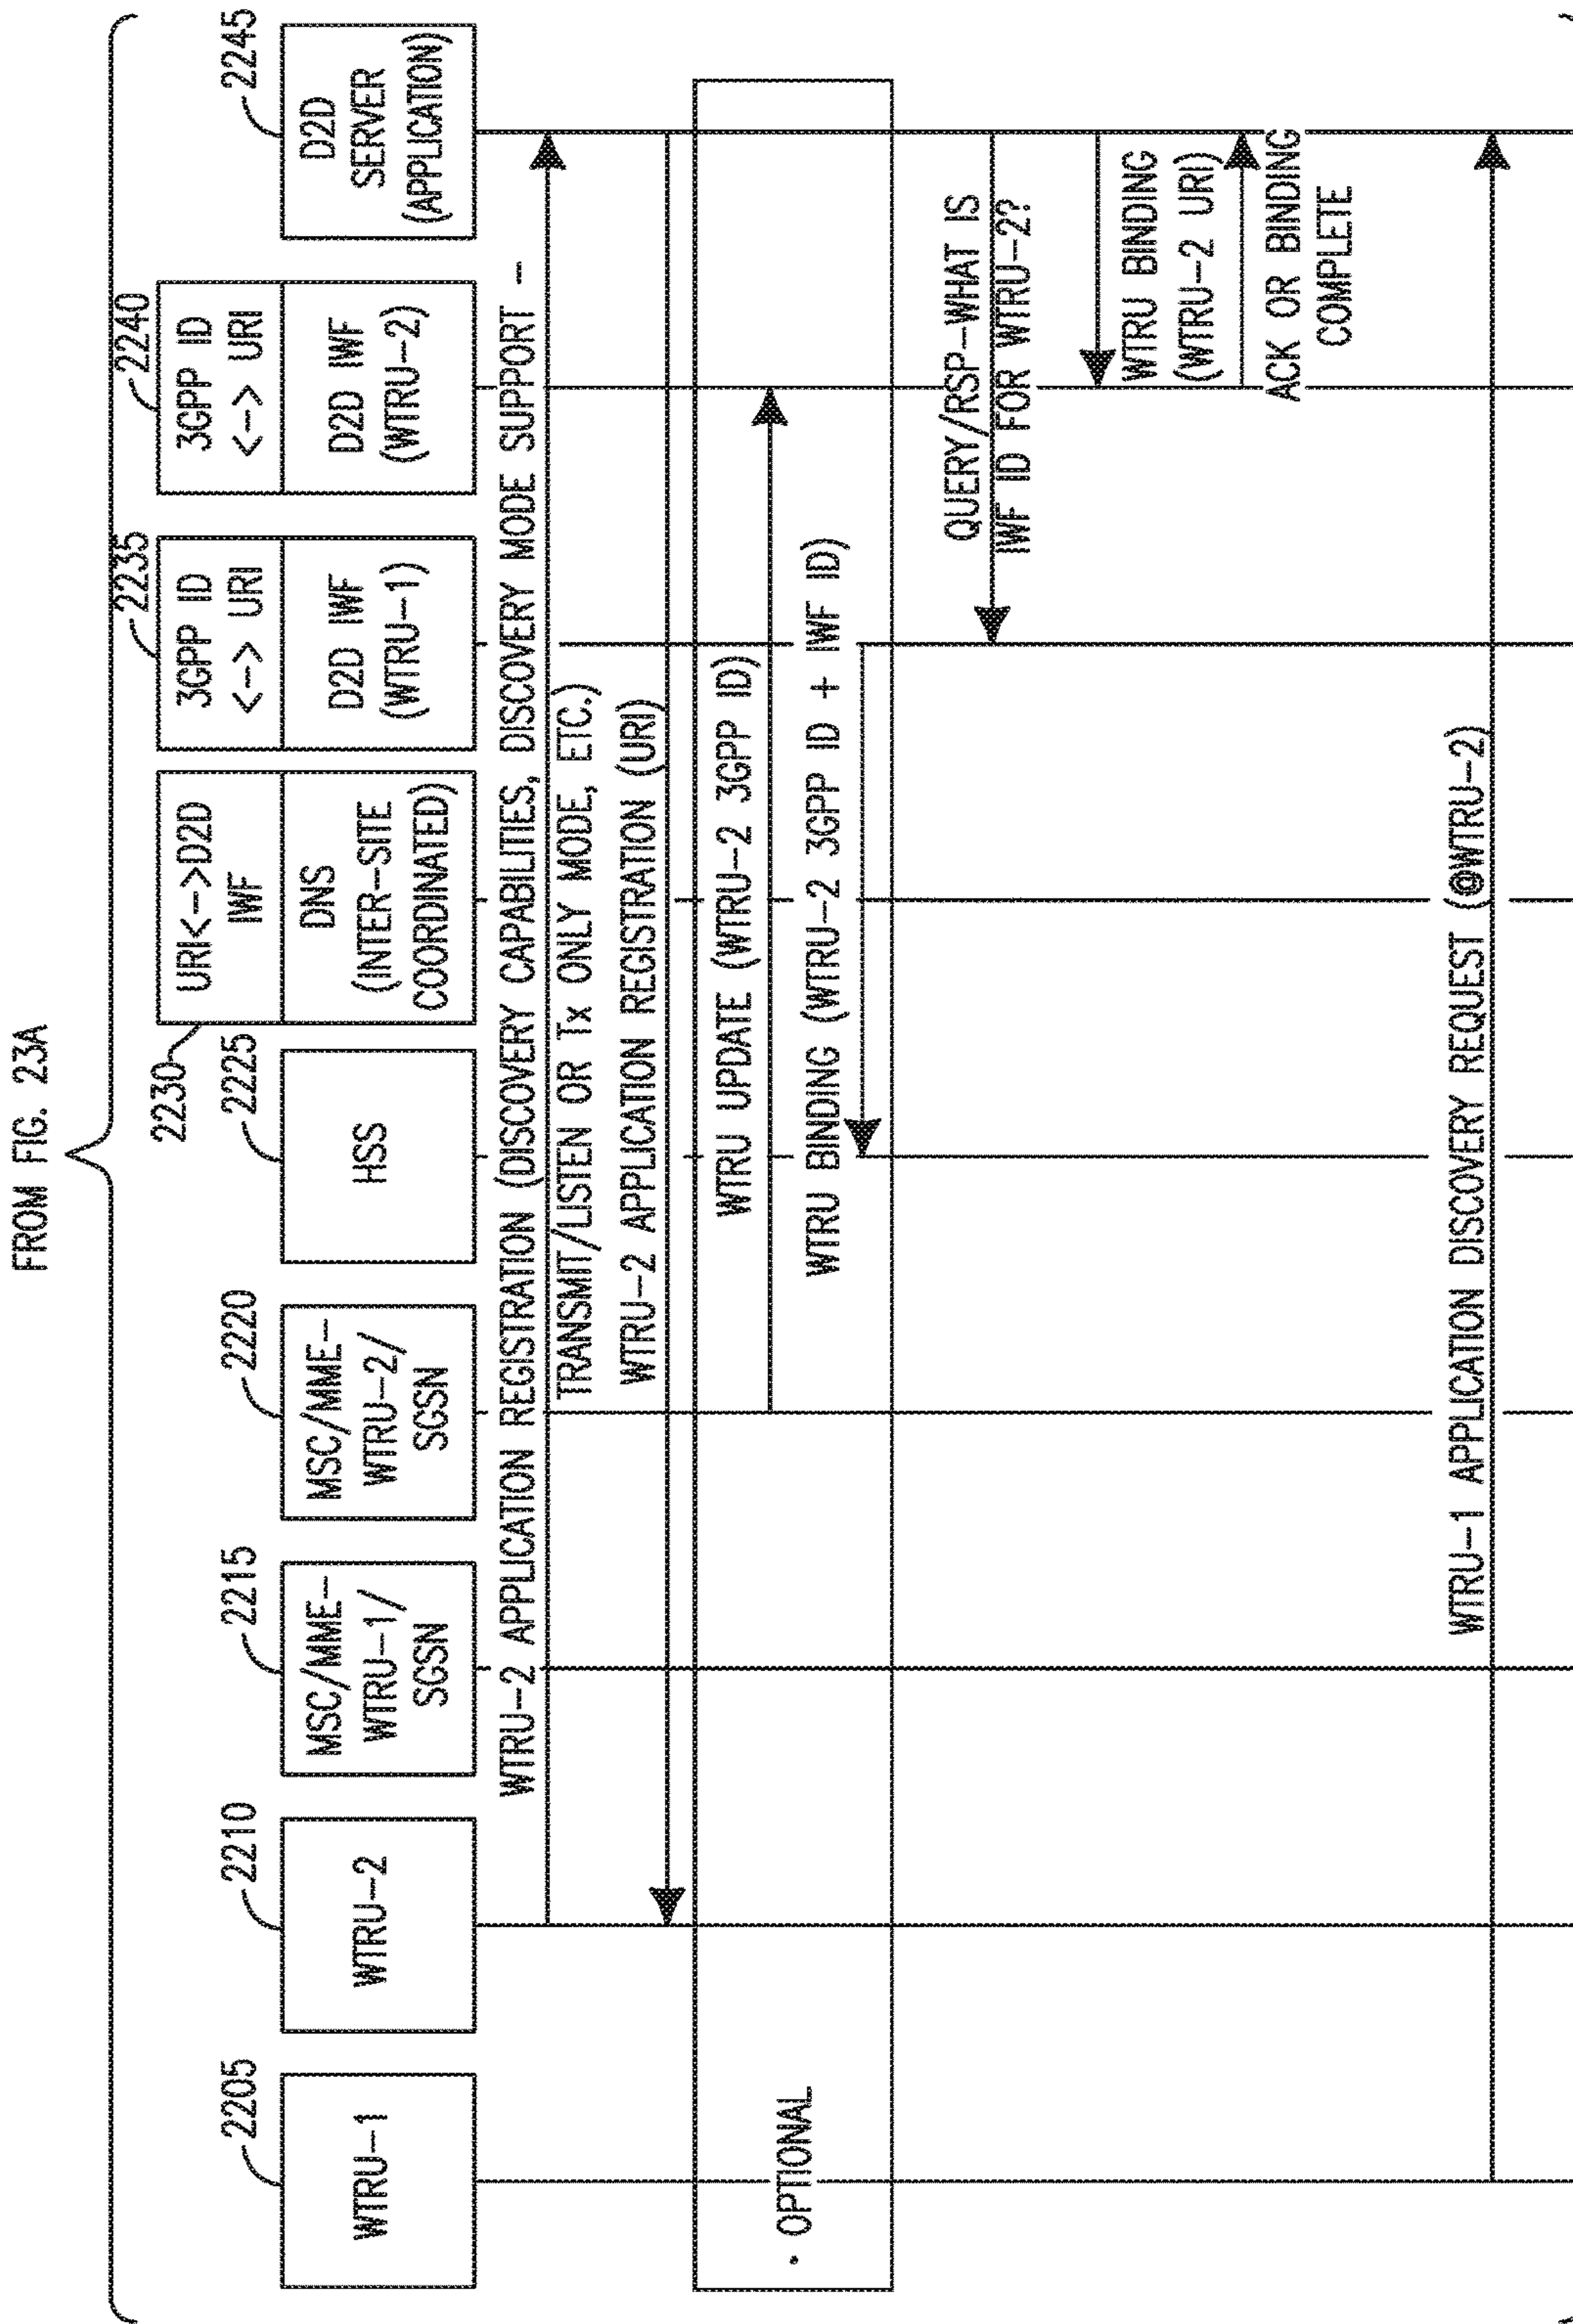 FROM FIG. 23A
2205
WTRU-1
2210
WTRU-2
2215
MSC/MME-
WTRU-1/
SGSN
2220
MSC/MME-
WTRU-2/
SGSN
2225
HSS
2230
URI<->D2D
IWF
DNS
(INTER-SITE
COORDINATED)
2235
3GPP ID
<-> URI
D2D IWF
(WTRU-1)
2240
3GPP ID
<-> URI
D2D IWF
(WTRU-2)
2245
D2D
SERVER
(APPLICATION)
WTRU-2 APPLICATION REGISTRATION (DISCOVERY CAPABILITIES, DISCOVERY MODE SUPPORT -
TRANSMIT/LISTEN OR Tx ONLY MODE, ETC.)
WTRU-2 APPLICATION REGISTRATION (URI)
• OPTIONAL
WTRU UPDATE (WTRU-2 3GPP ID)
WTRU BINDING (WTRU-2 3GPP ID + IWF ID)
QUERY/RSP-WHAT IS
IWF ID FOR WTRU-2?
WTRU BINDING
(WTRU-2 URI)
ACK OR BINDING
COMPLETE
WTRU-1 APPLICATION DISCOVERY REQUEST (@WTRU-2)